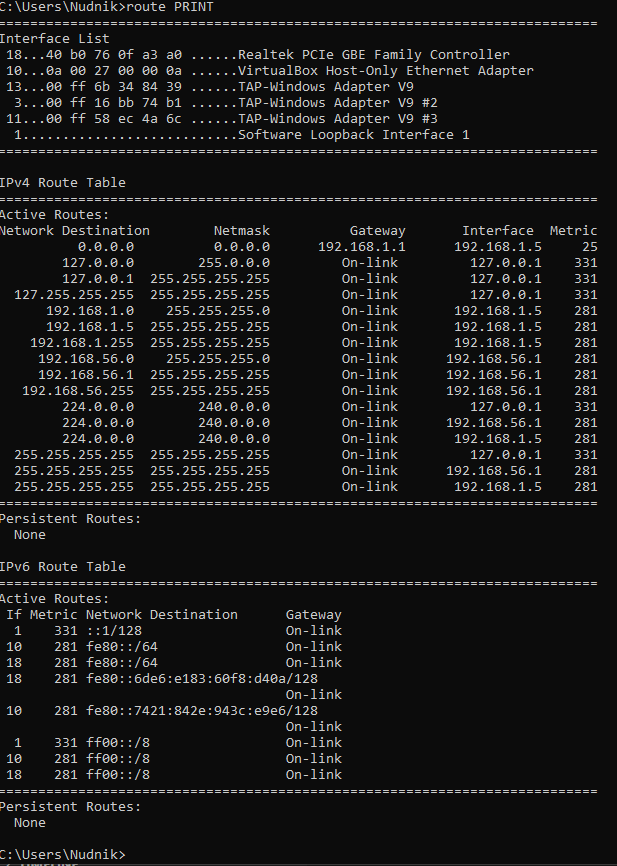 C:\Users\Nudnik>route PRINT
===========================================================================
Interface List
 18...40 b0 76 0f a3 a0 ......Realtek PCIe GBE Family Controller
 10...0a 00 27 00 00 0a ......VirtualBox Host-Only Ethernet Adapter
 13...00 ff 6b 34 84 39 ......TAP-Windows Adapter V9
  3...00 ff 16 bb 74 b1 ......TAP-Windows Adapter V9 #2
 11...00 ff 58 ec 4a 6c ......TAP-Windows Adapter V9 #3
  1...........................Software Loopback Interface 1
===========================================================================

IPv4 Route Table
===========================================================================
Active Routes:
Network Destination        Netmask          Gateway       Interface  Metric
          0.0.0.0          0.0.0.0      192.168.1.1      192.168.1.5     25
        127.0.0.0        255.0.0.0         On-link         127.0.0.1    331
        127.0.0.1  255.255.255.255         On-link         127.0.0.1    331
  127.255.255.255  255.255.255.255         On-link         127.0.0.1    331
      192.168.1.0    255.255.255.0         On-link       192.168.1.5    281
      192.168.1.5  255.255.255.255         On-link       192.168.1.5    281
    192.168.1.255  255.255.255.255         On-link       192.168.1.5    281
     192.168.56.0    255.255.255.0         On-link      192.168.56.1    281
     192.168.56.1  255.255.255.255         On-link      192.168.56.1    281
   192.168.56.255  255.255.255.255         On-link      192.168.56.1    281
        224.0.0.0        240.0.0.0         On-link         127.0.0.1    331
        224.0.0.0        240.0.0.0         On-link      192.168.56.1    281
        224.0.0.0        240.0.0.0         On-link       192.168.1.5    281
  255.255.255.255  255.255.255.255         On-link         127.0.0.1    331
  255.255.255.255  255.255.255.255         On-link      192.168.56.1    281
  255.255.255.255  255.255.255.255         On-link       192.168.1.5    281
===========================================================================
Persistent Routes:
  None

IPv6 Route Table
===========================================================================
Active Routes:
 If Metric Network Destination      Gateway
  1    331 ::1/128                  On-link
 10    281 fe80::/64                On-link
 18    281 fe80::/64                On-link
 18    281 fe80::6de6:e183:60f8:d40a/128
                                    On-link
 10    281 fe80::7421:842e:943c:e9e6/128
                                    On-link
  1    331 ff00::/8                 On-link
 10    281 ff00::/8                 On-link
 18    281 ff00::/8                 On-link
===========================================================================
Persistent Routes:
  None

C:\Users\Nudnik>